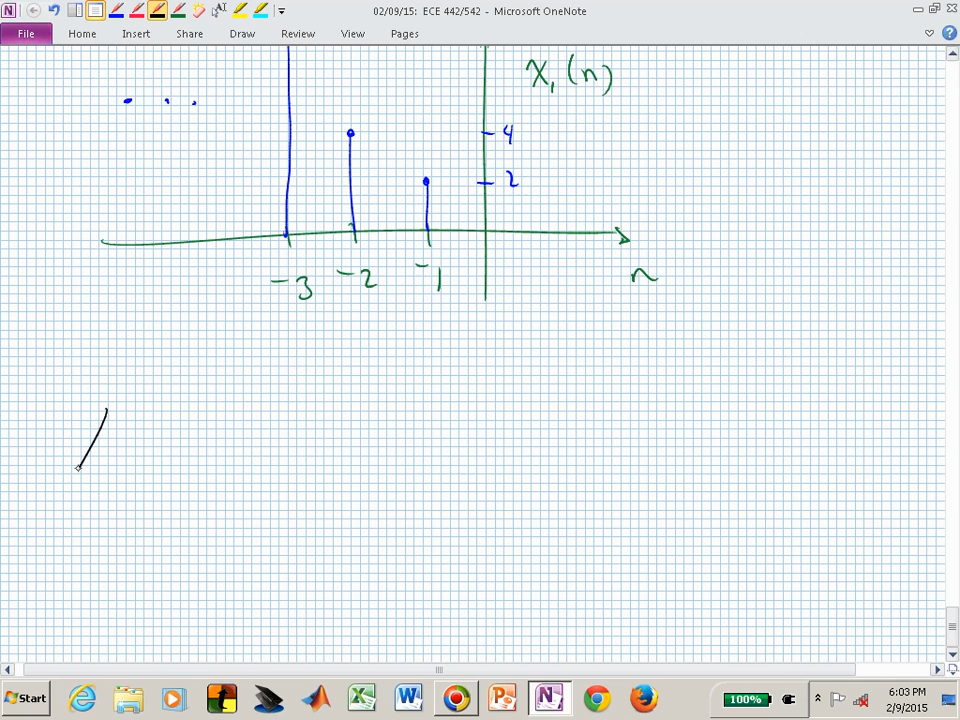 02/09/15: ECE 442/542 - Microsoft OneNote
File Home Insert Share Draw Review View Pages
x₁(n)
4
2
-3 -2 -1 n
Start 100% 6:03 PM
2/9/2015